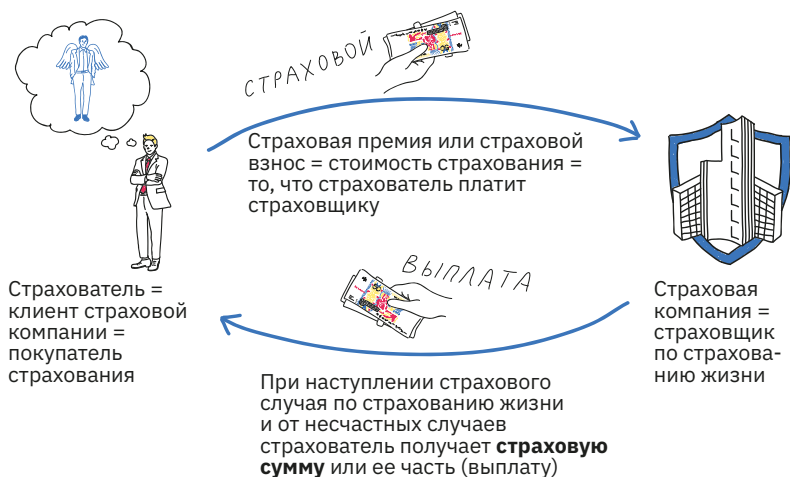 СТРАХОВОЙ
Страховая премия или страховой
взнос = стоимость страхования =
то, что страхователь платит
страховщику
Страхователь =
клиент страховой
компании =
покупатель
страхования
ВЫПЛАТА
Страховая
компания =
страховщик
по страхова-
нию жизни
При наступлении страхового
случая по страхованию жизни
и от несчастных случаев
страхователь получает страховую
сумму или ее часть (выплату)